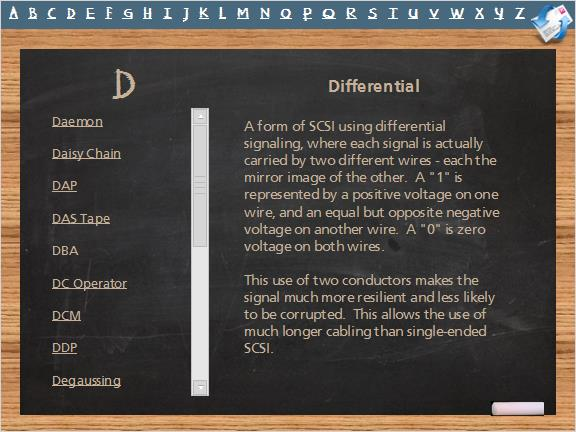 A B C D E F G H I J K L M N O P Q R S T U V W X Y Z
D
Daemon
Daisy Chain
DAP
DAS Tape
DBA
DC Operator
DCM
DDP
Degaussing
Differential
A form of SCSI using differential
signaling, where each signal is actually
carried by two different wires - each the
mirror image of the other.  A "1" is
represented by a positive voltage on one
wire, and an equal but opposite negative
voltage on another wire.  A "0" is zero
voltage on both wires.
This use of two conductors makes the
signal much more resilient and less likely
to be corrupted.  This allows the use of
much longer cabling than single-ended
SCSI.